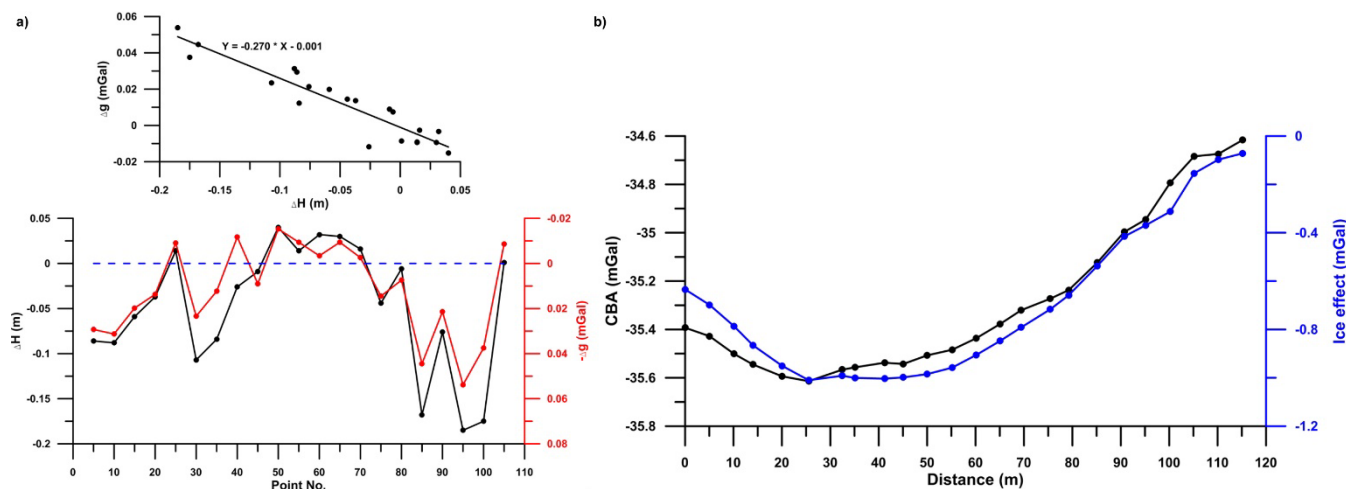 a)
0.06
0.04
0.02
0
-0.02
Δg (mGal)
Y = -0.270 * X - 0.001
-0.2 -0.15 -0.1 -0.05 0 0.05
ΔH (m)
0.05
0
-0.05
-0.1
-0.15
-0.2
ΔH (m)
-0.02
0
0.02
0.04
0.06
0.08
-Δg (mGal)
0 10 20 30 40 50 60 70 80 90 100 110
Point No.
b)
-34.6
-34.8
-35
-35.2
-35.4
-35.6
-35.8
CBA (mGal)
-0
-0.4
-0.8
-1.2
Ice effect (mGal)
0 10 20 30 40 50 60 70 80 90 100 110 120
Distance (m)